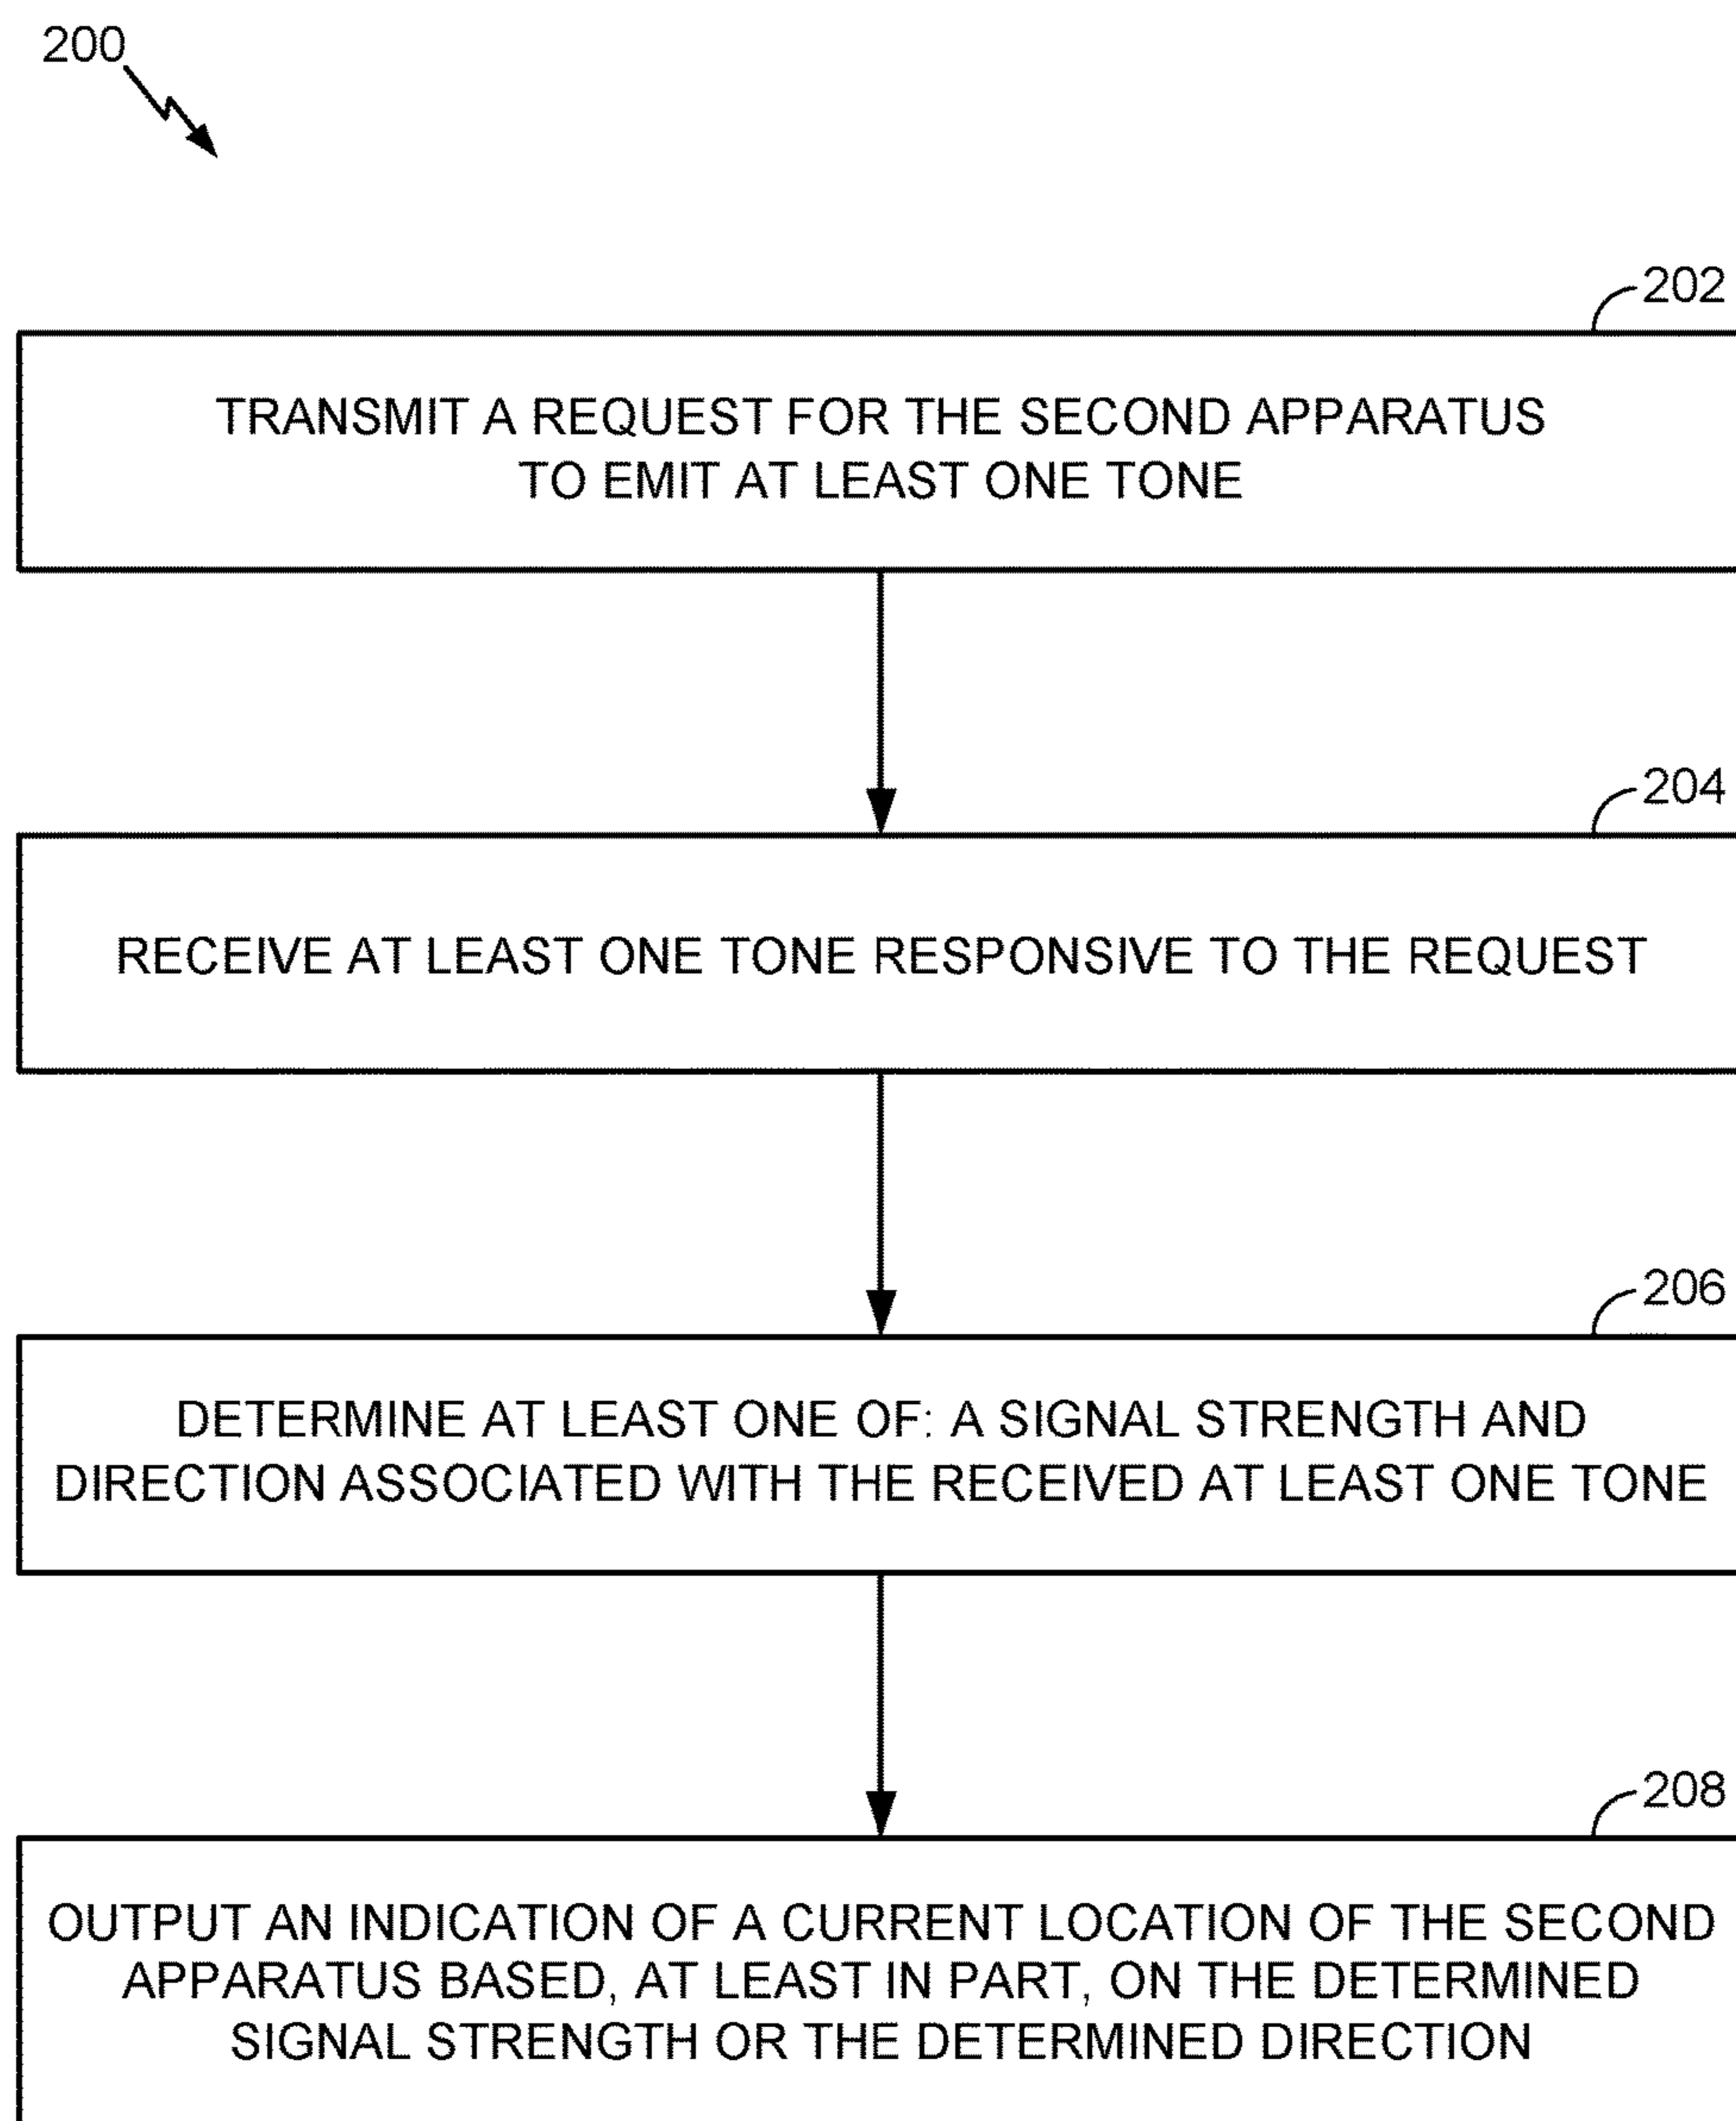 200
202
TRANSMIT A REQUEST FOR THE SECOND APPARATUS
TO EMIT AT LEAST ONE TONE
204
RECEIVE AT LEAST ONE TONE RESPONSIVE TO THE REQUEST
206
DETERMINE AT LEAST ONE OF: A SIGNAL STRENGTH AND
DIRECTION ASSOCIATED WITH THE RECEIVED AT LEAST ONE TONE
208
OUTPUT AN INDICATION OF A CURRENT LOCATION OF THE SECOND
APPARATUS BASED, AT LEAST IN PART, ON THE DETERMINED
SIGNAL STRENGTH OR THE DETERMINED DIRECTION